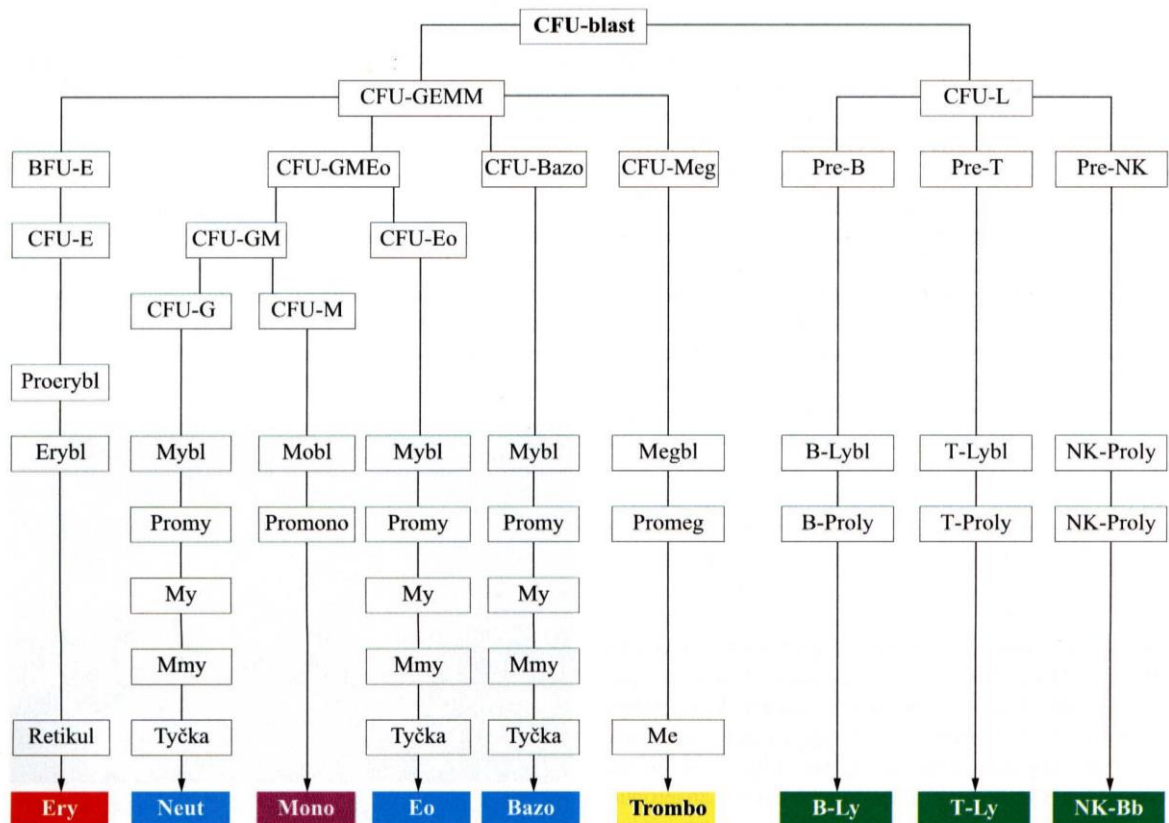 CFU-blast
CFU-GEMM
CFU-L
BFU-E
CFU-GMEo
CFU-Bazo
CFU-Meg
Pre-B
Pre-T
Pre-NK
CFU-E
CFU-GM
CFU-Eo
CFU-G
CFU-M
Proerybl
Erybl
Mybl
Mobl
Mybl
Mybl
Megbl
B-Lybl
T-Lybl
NK-Proly
Promy
Promono
Promy
Promy
Promeg
B-Proly
T-Proly
NK-Proly
My
My
My
Mmy
Mmy
Mmy
Retikul
Tyčka
Tyčka
Tyčka
Me
Ery
Neut
Mono
Eo
Bazo
Trombo
B-Ly
T-Ly
NK-Bb